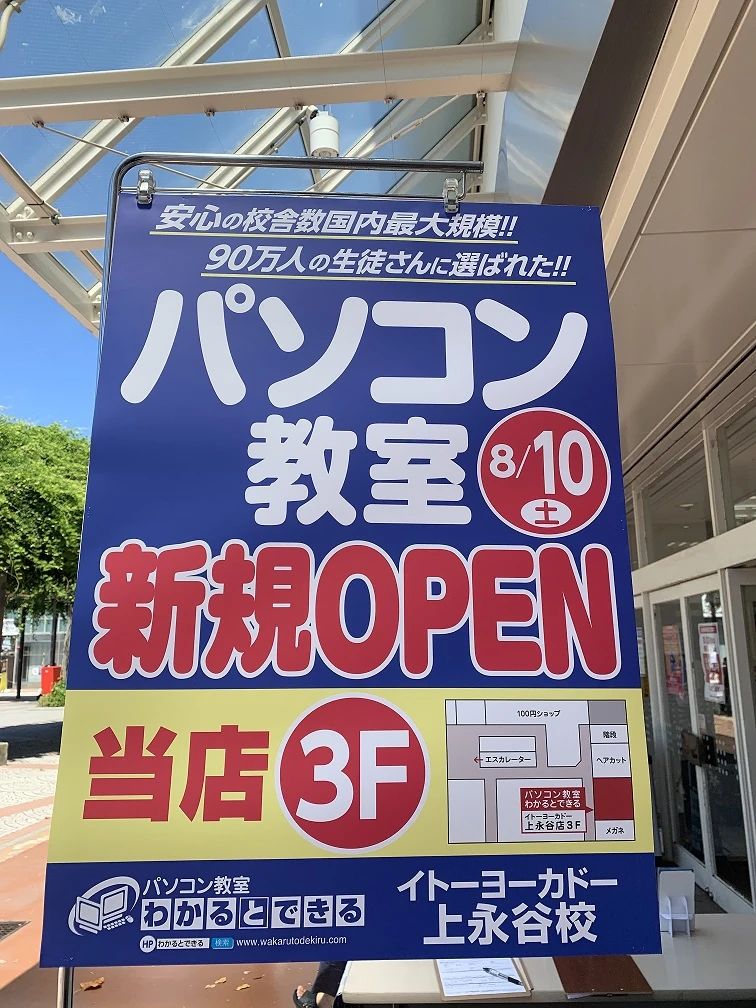 安心の校舎数国内最大規模!!
90万人の生徒さんに選ばれた!!
パソコン
教室
8/10
土
新規OPEN
当店
3F
100円ショップ
階段
←エスカレーター
ヘアカット
パソコン教室
わかるとできる
イトーヨーカドー
上永谷店3F
メガネ
パソコン教室
わかるとできる
HP わかるとできる 検索 www.wakarutodekiru.com
イトーヨーカドー
上永谷校